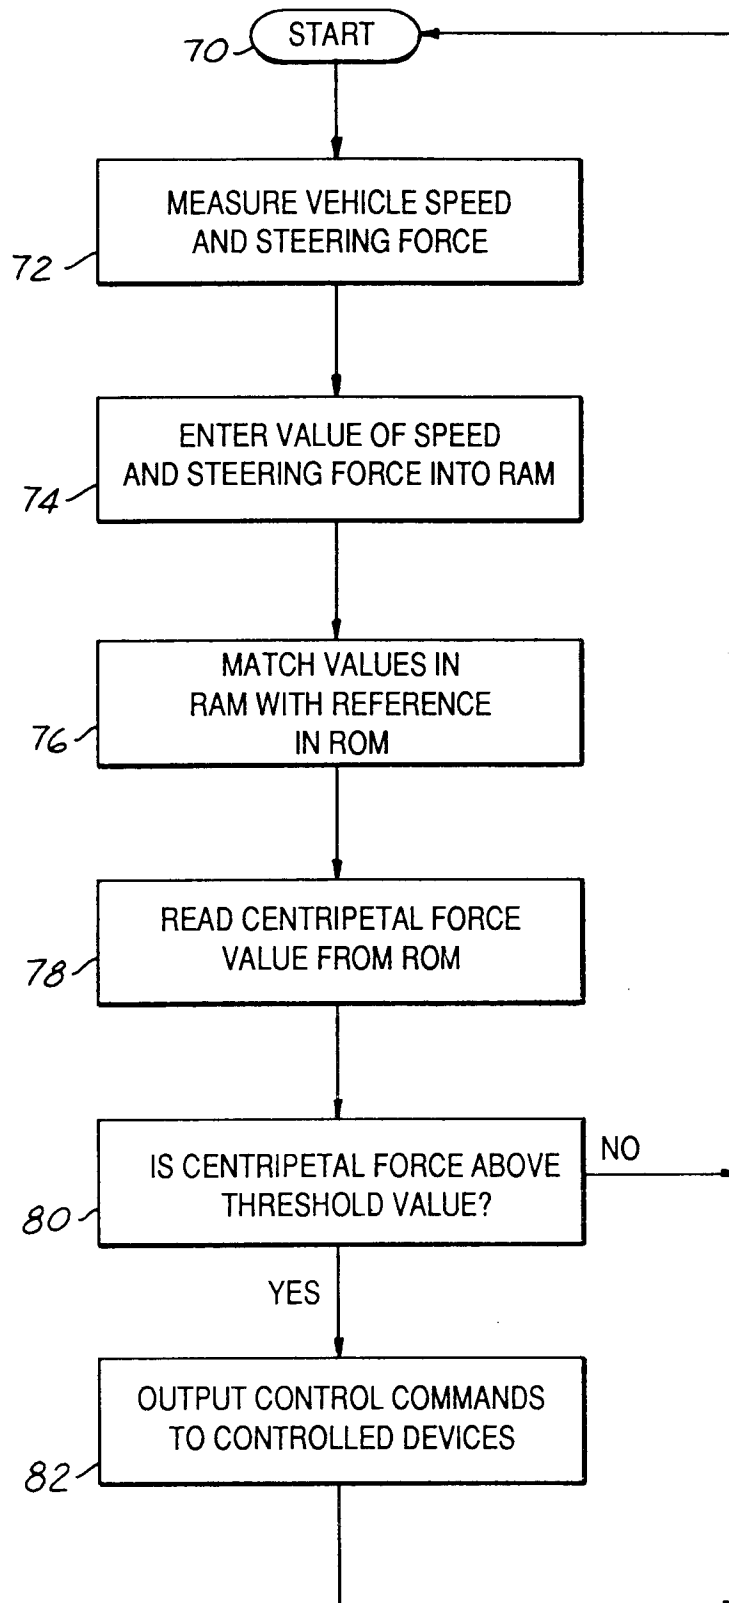 70
START
MEASURE VEHICLE SPEED
AND STEERING FORCE
72
ENTER VALUE OF SPEED
AND STEERING FORCE INTO RAM
74
MATCH VALUES IN
RAM WITH REFERENCE
IN ROM
76
READ CENTRIPETAL FORCE
VALUE FROM ROM
78
IS CENTRIPETAL FORCE ABOVE
THRESHOLD VALUE?
NO
80
YES
OUTPUT CONTROL COMMANDS
TO CONTROLLED DEVICES
82